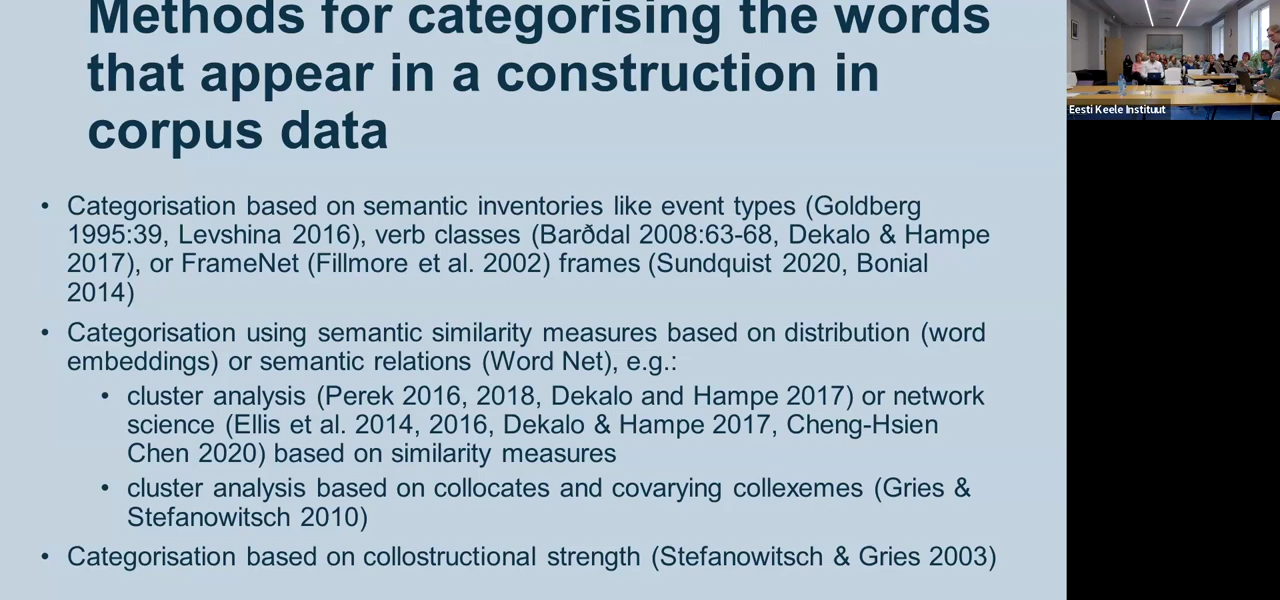 Methods for categorising the words
that appear in a construction in
corpus data
• Categorisation based on semantic inventories like event types (Goldberg
1995:39, Levshina 2016), verb classes (Barðdal 2008:63-68, Dekalo & Hampe
2017), or FrameNet (Fillmore et al. 2002) frames (Sundquist 2020, Bonial
2014)
• Categorisation using semantic similarity measures based on distribution (word
embeddings) or semantic relations (Word Net), e.g.:
• cluster analysis (Perek 2016, 2018, Dekalo and Hampe 2017) or network
science (Ellis et al. 2014, 2016, Dekalo & Hampe 2017, Cheng-Hsien
Chen 2020) based on similarity measures
• cluster analysis based on collocates and covarying collexemes (Gries &
Stefanowitsch 2010)
• Categorisation based on collostructional strength (Stefanowitsch & Gries 2003)
Eesti Keele Instituut